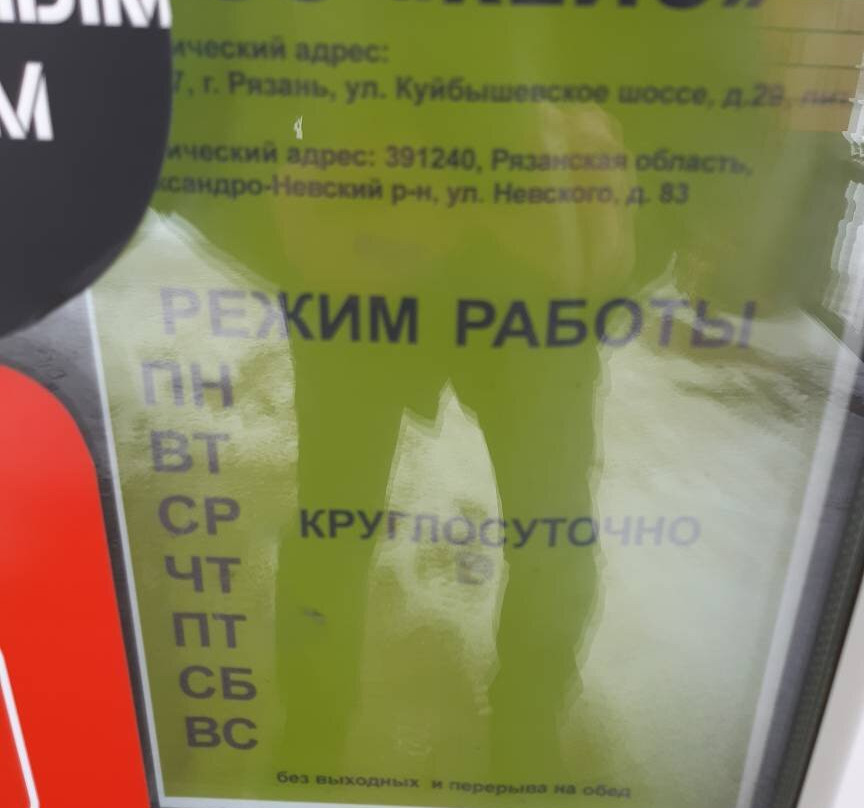 ЫМ
М
ический адрес:
7, г. Рязань, ул. Куйбышевское шоссе, д.29,
ический адрес: 391240, Рязанская область,
ксандро-Невский р-н, ул. Невского, д. 83
РЕЖИМ РАБОТЫ
ПН
ВТ
СР КРУГЛОСУТОЧНО
ЧТ
ПТ
СБ
ВС
без выходных и перерыва на обед